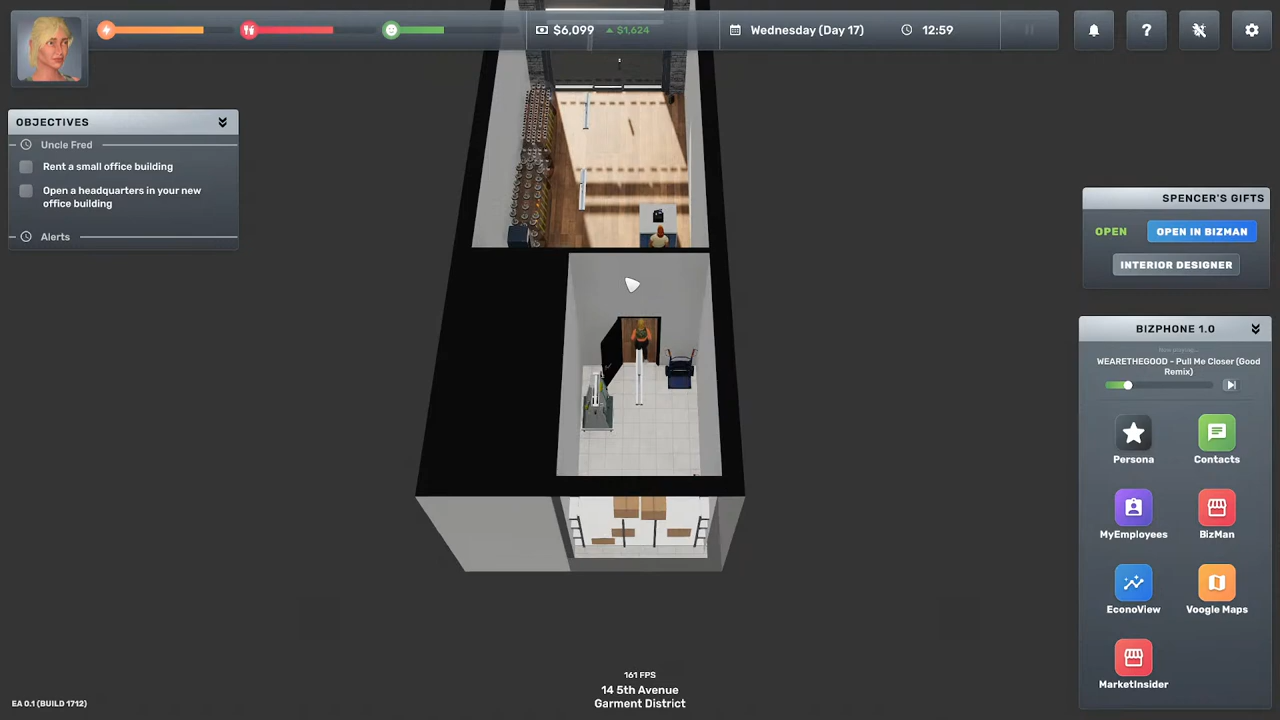 $6,099
$1,624
Wednesday (Day 17)
12:59
?
OBJECTIVES
Uncle Fred
Rent a small office building
Open a headquarters in your new
office building
Alerts
SPENCER'S GIFTS
OPEN
OPEN IN BIZMAN
INTERIOR DESIGNER
BIZPHONE 1.0
Now playing...
WEARETHEGOOD - Pull Me Closer (Good
Remix)
Persona
Contacts
MyEmployees
BizMan
EconoView
Voogle Maps
MarketInsider
161 FPS
14 5th Avenue
Garment District
EA 0.1 (BUILD 1712)